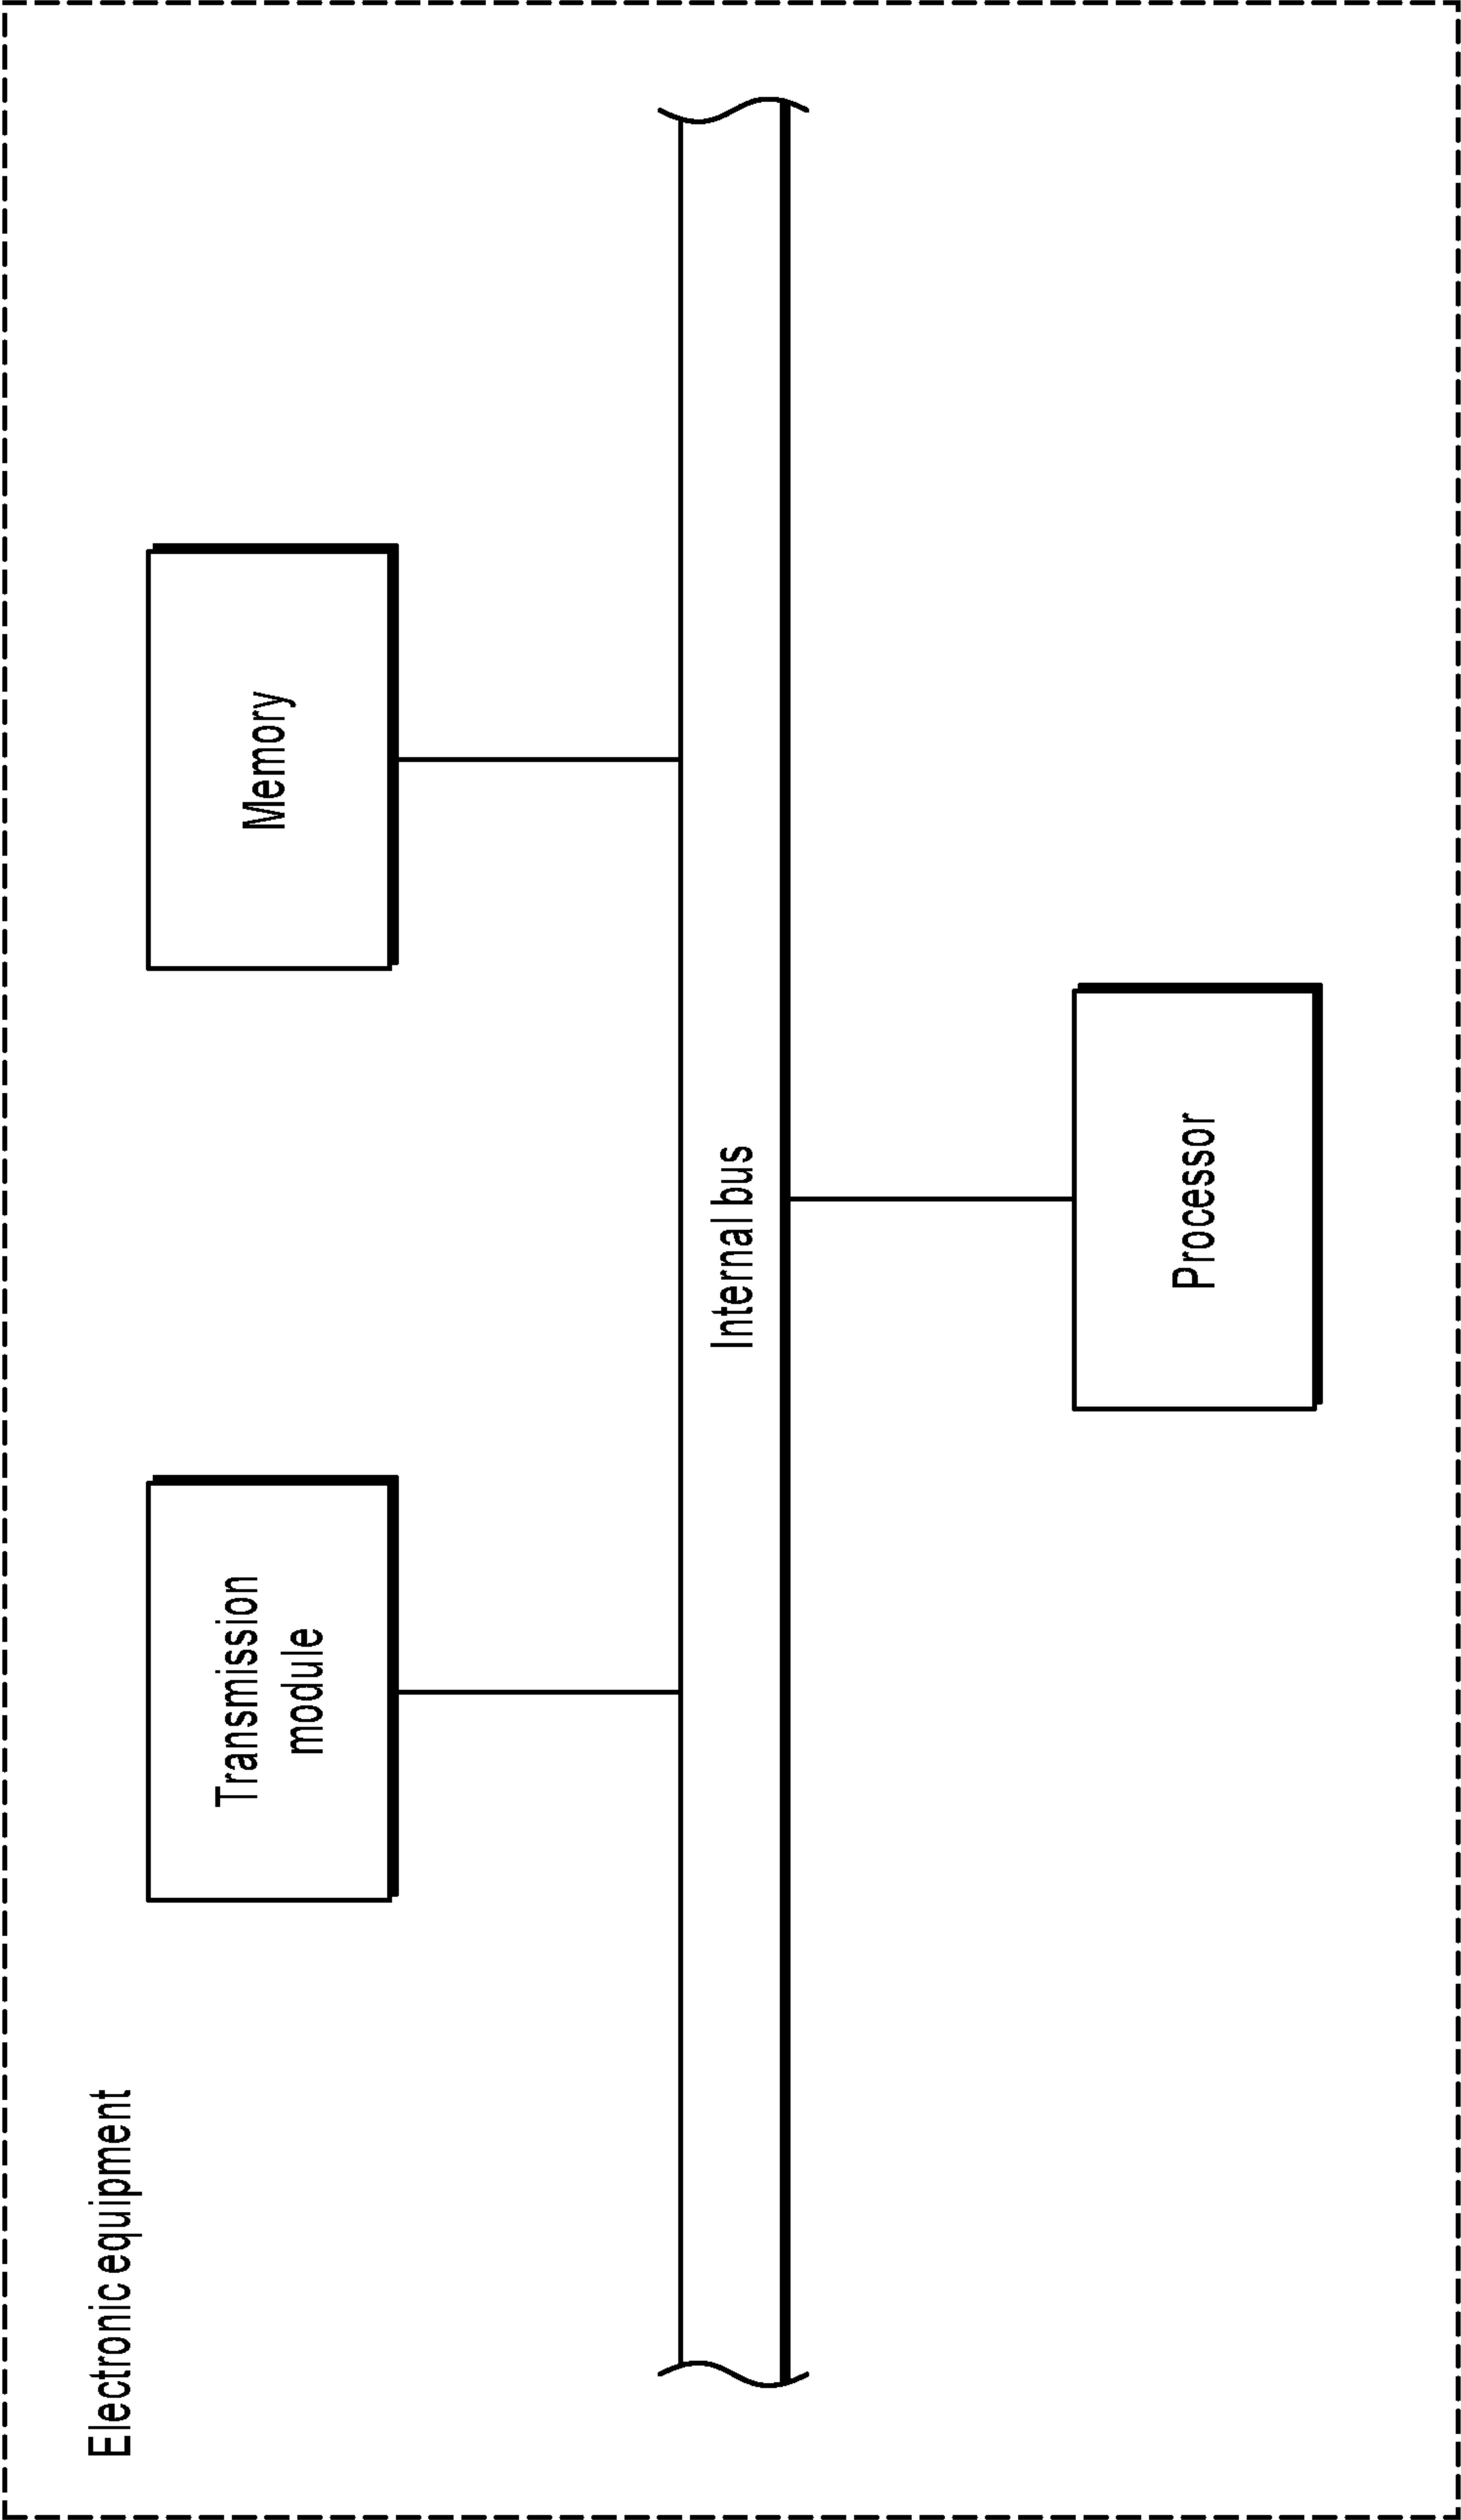 Electronic equipment
Transmission
module
Memory
Internal bus
Processor